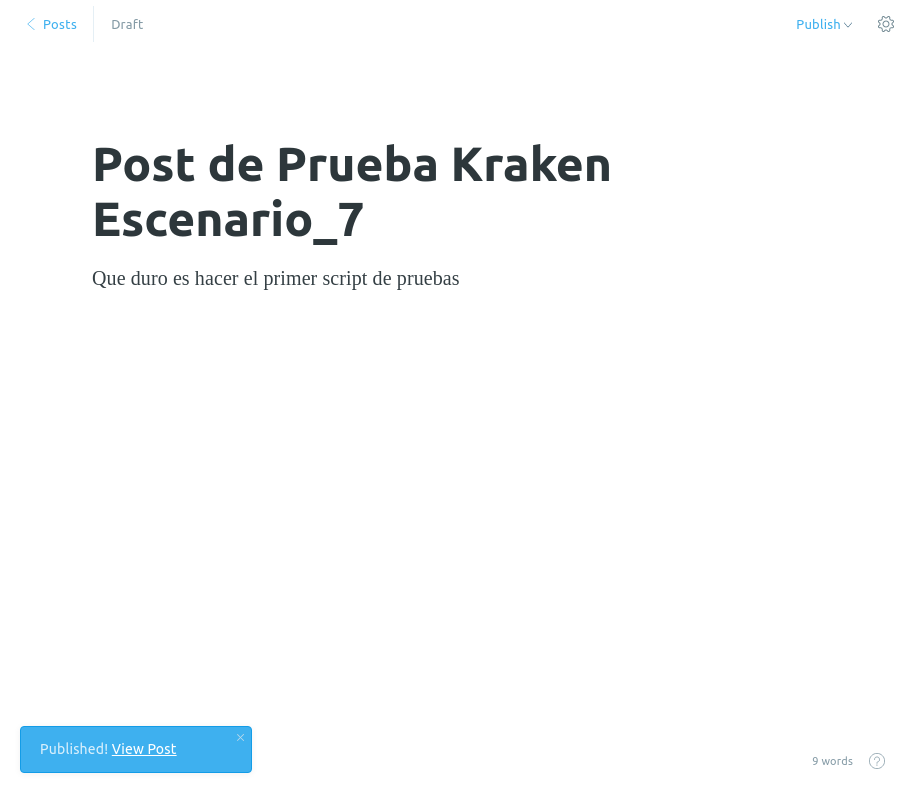 Posts
Draft
Publish
Post de Prueba Kraken
Escenario_7
Que duro es hacer el primer script de pruebas
Published! View Post
×
9 words
?